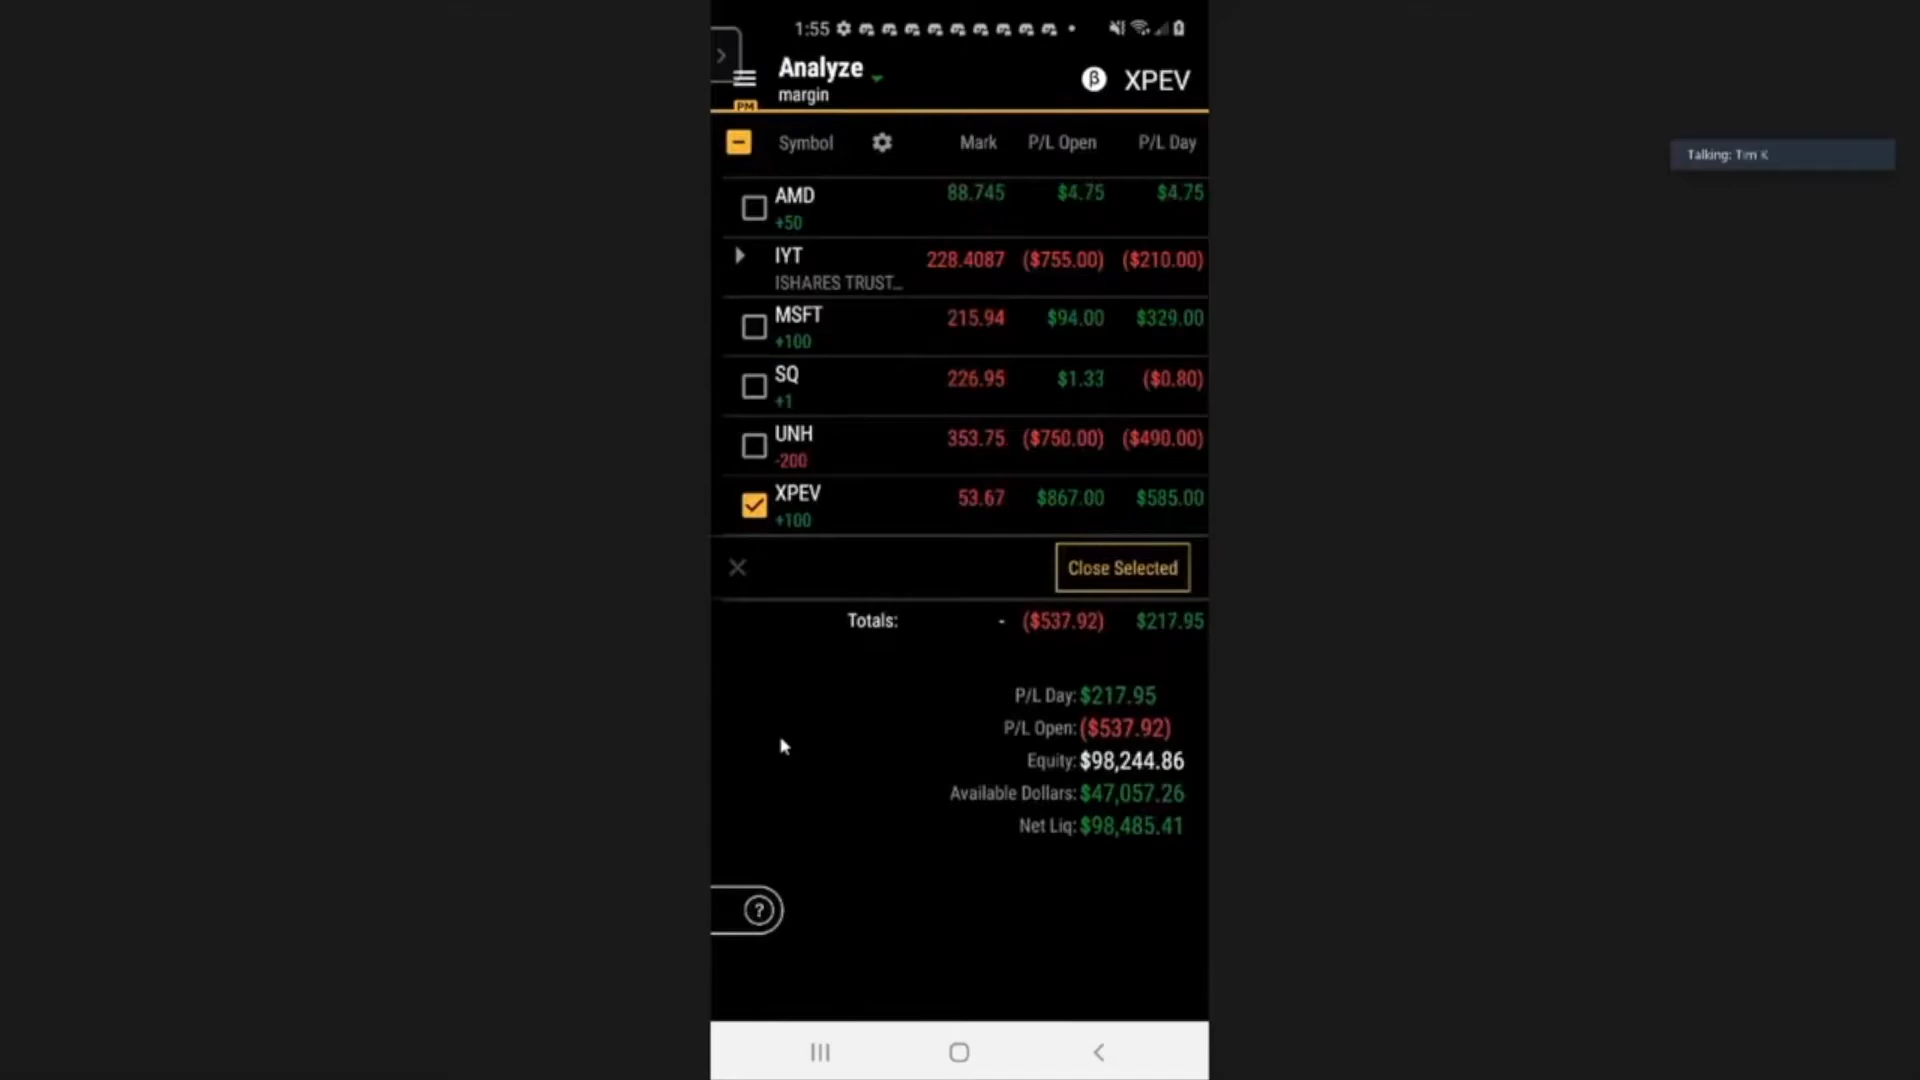 1:55
Analyze
margin
β XPEV
PM
Symbol Mark P/L Open P/L Day
AMD 88.745 $4.75 $4.75
+50
IYT 228.4087 ($755.00) ($210.00)
ISHARES TRUST...
MSFT 215.94 $94.00 $329.00
+100
SQ 226.95 $1.33 ($0.80)
+1
UNH 353.75 ($750.00) ($490.00)
-200
XPEV 53.67 $867.00 $585.00
+100
Close Selected
Totals: - ($537.92) $217.95
P/L Day: $217.95
P/L Open: ($537.92)
Equity: $98,244.86
Available Dollars: $47,057.26
Net Liq: $98,485.41
?
Talking: Tim K